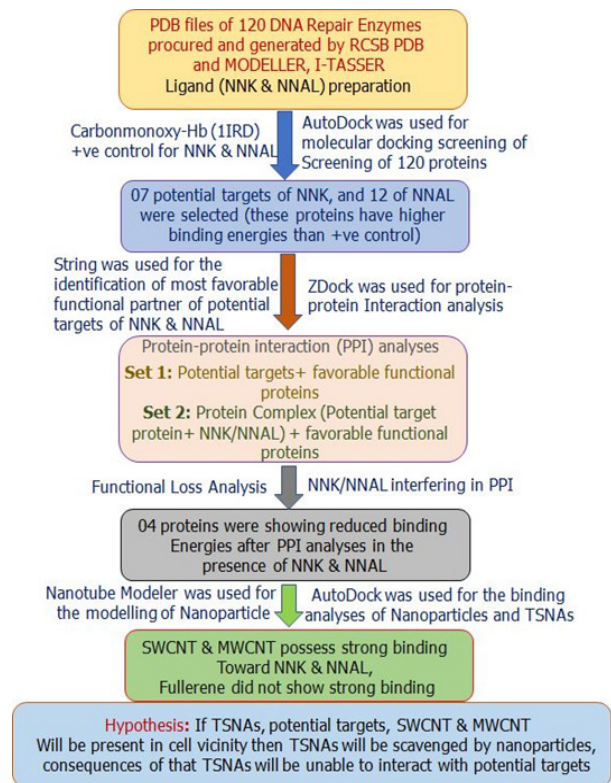 PDB files of 120 DNA Repair Enzymes
procured and generated by RCSB PDB
and MODELLER, I-TASSER
Ligand (NNK & NNAL) preparation
Carbonmonoxy-Hb (1IRD)
+ve control for NNK & NNAL
AutoDock was used for
molecular docking screening of
Screening of 120 proteins
07 potential targets of NNK, and 12 of NNAL
were selected (these proteins have higher
binding energies than +ve control)
String was used for the
identification of most favorable
functional partner of potential
targets of NNK & NNAL
ZDock was used for protein-
protein Interaction analysis
Protein-protein interaction (PPI) analyses
Set 1: Potential targets+ favorable functional
proteins
Set 2: Protein Complex (Potential target
protein+ NNK/NNAL) + favorable functional
proteins
Functional Loss Analysis
NNK/NNAL interfering in PPI
04 proteins were showing reduced binding
Energies after PPI analyses in the
presence of NNK & NNAL
Nanotube Modeler was used for
the modelling of Nanoparticle
AutoDock was used for the binding
analyses of Nanoparticles and TSNAs
SWCNT & MWCNT possess strong binding
Toward NNK & NNAL,
Fullerene did not show strong binding
Hypothesis: If TSNAs, potential targets, SWCNT & MWCNT
Will be present in cell vicinity then TSNAs will be scavenged by nanoparticles,
consequences of that TSNAs will be unable to interact with potential targets